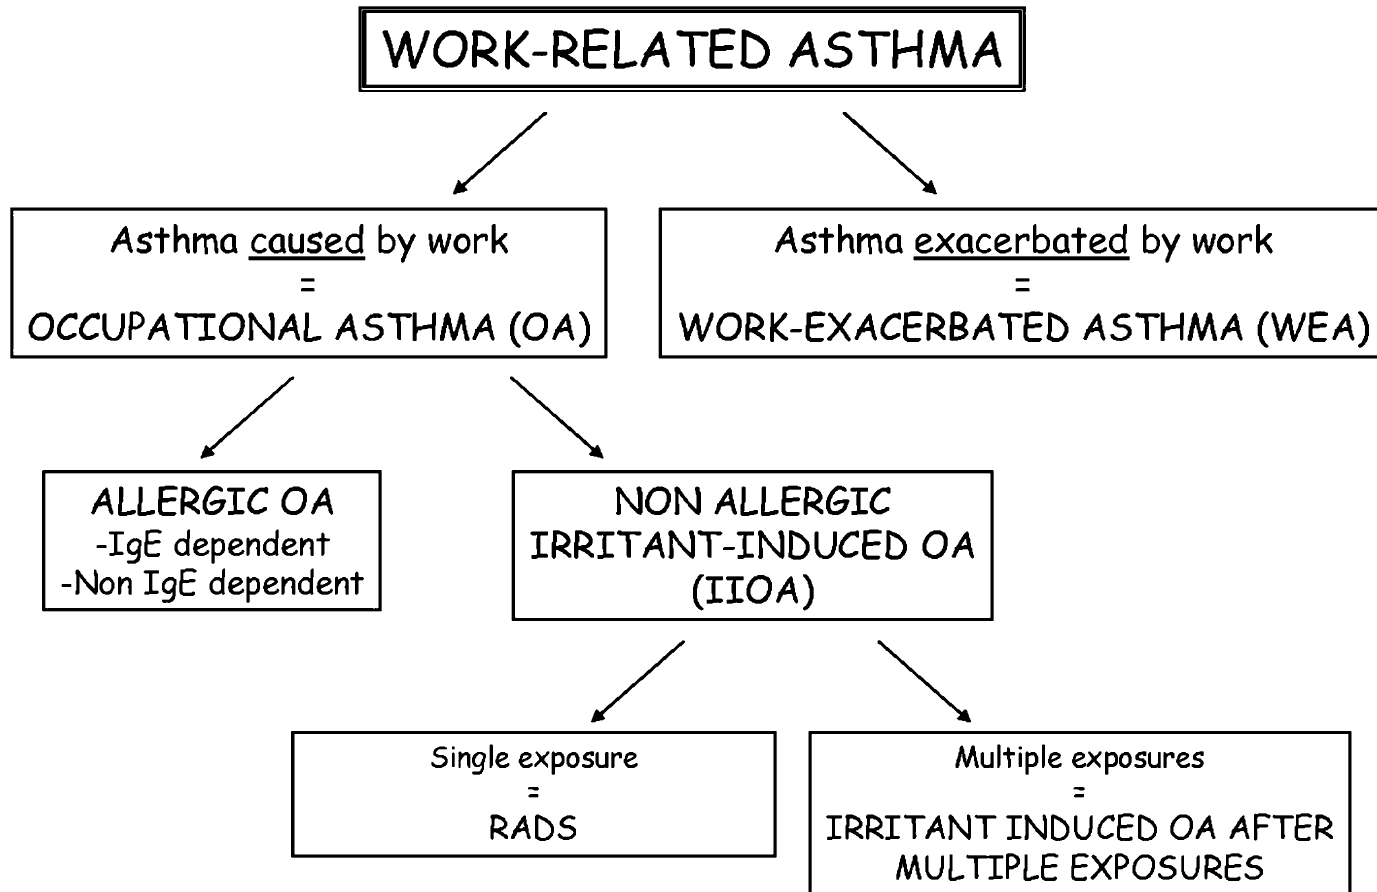 WORK-RELATED ASTHMA
Asthma caused by work
=
OCCUPATIONAL ASTHMA (OA)
Asthma exacerbated by work
=
WORK-EXACERBATED ASTHMA (WEA)
ALLERGIC OA
-IgE dependent
-Non IgE dependent
NON ALLERGIC
IRRITANT-INDUCED OA
(IIOA)
Single exposure
=
RADS
Multiple exposures
=
IRRITANT INDUCED OA AFTER
MULTIPLE EXPOSURES